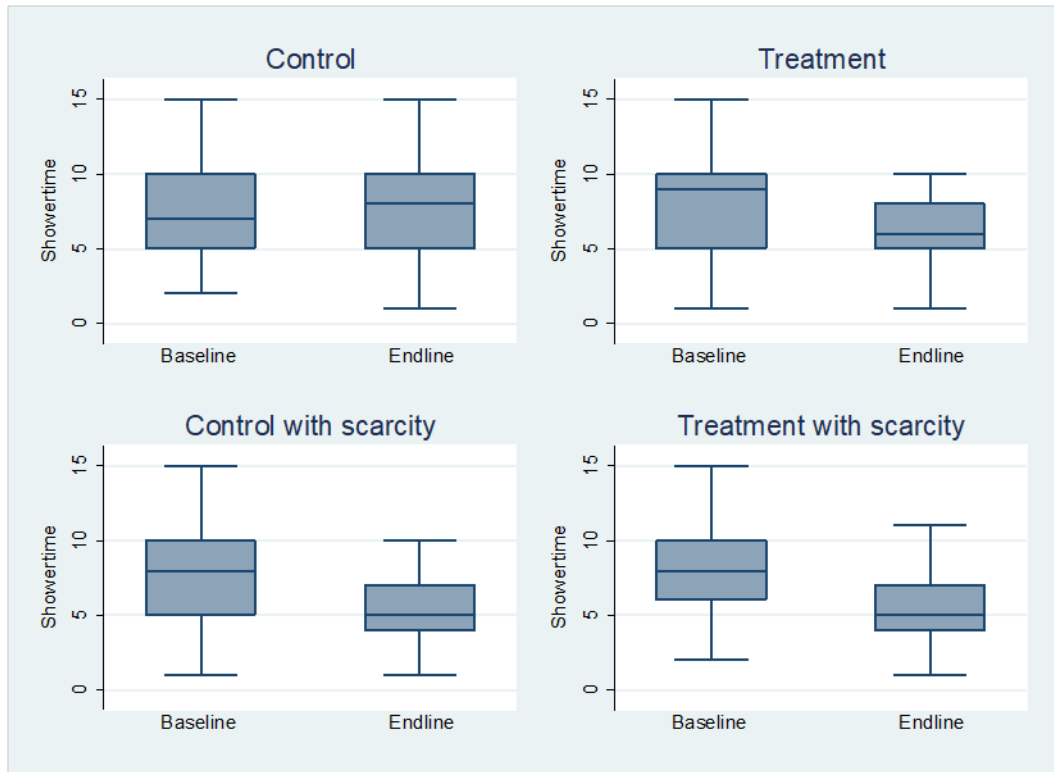 Control
Showertime
15
10
5
0
Baseline Endline
Treatment
Showertime
15
10
5
0
Baseline Endline
Control with scarcity
Showertime
15
10
5
0
Baseline Endline
Treatment with scarcity
Showertime
15
10
5
0
Baseline Endline